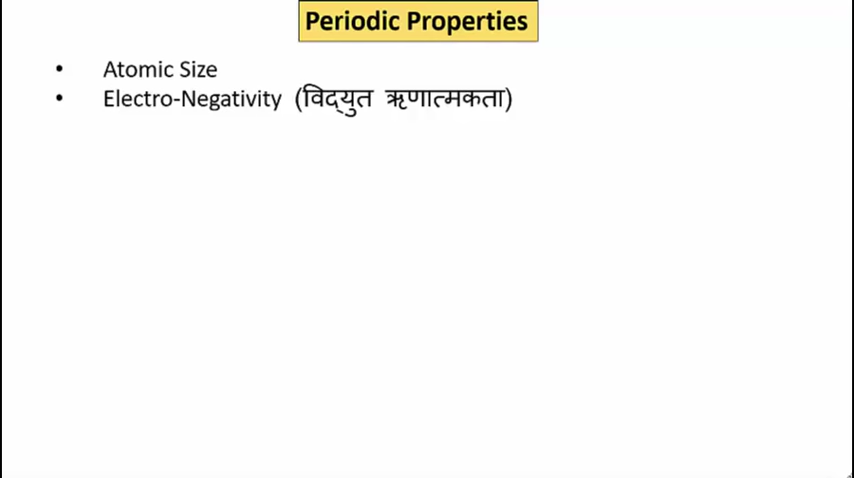 Periodic Properties
• Atomic Size
• Electro-Negativity (विद्‌युत ऋणात्मकता)